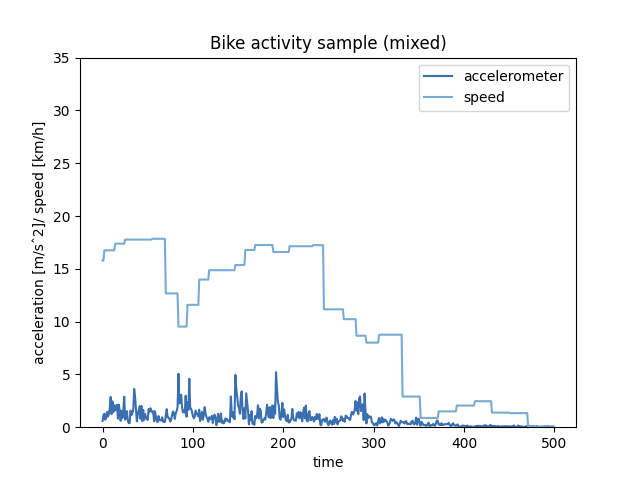 Bike activity sample (mixed)
accelerometer
speed
35
30
25
20
15
10
5
0
acceleration [m/s^2]/ speed [km/h]
0 100 200 300 400 500
time